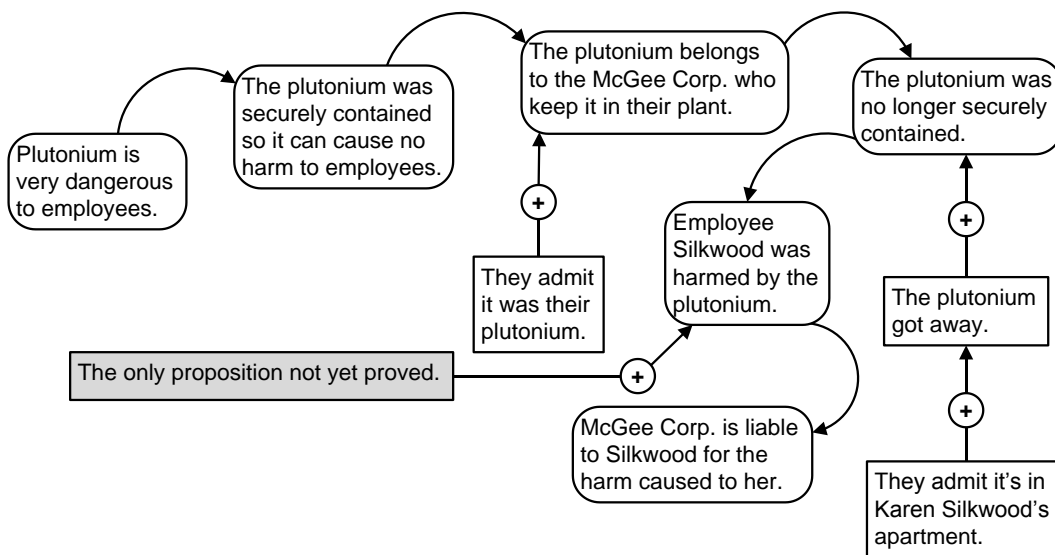 Plutonium is
very dangerous
to employees.
The plutonium was
securely contained
so it can cause no
harm to employees.
The plutonium belongs
to the McGee Corp. who
keep it in their plant.
The plutonium was
no longer securely
contained.
+
They admit
it was their
plutonium.
Employee
Silkwood was
harmed by the
plutonium.
+
The plutonium
got away.
The only proposition not yet proved.
+
+
McGee Corp. is liable
to Silkwood for the
harm caused to her.
They admit it's in
Karen Silkwood's
apartment.